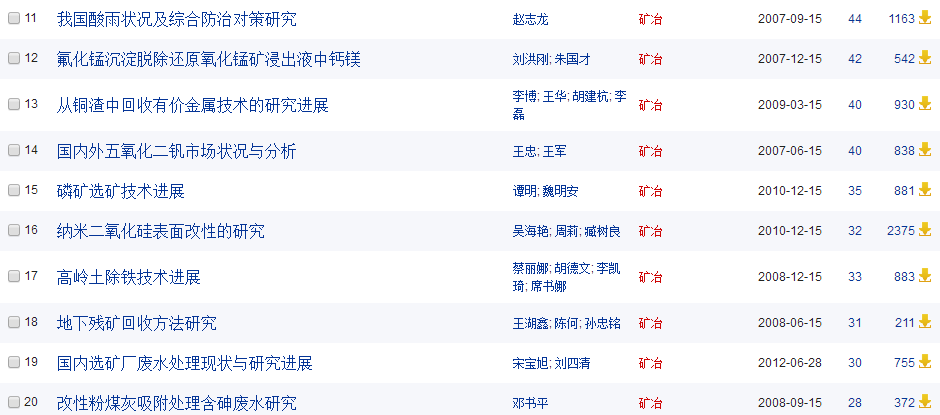 11 我国酸雨状况及综合防治对策研究 赵志龙 矿冶 2007-09-15 44 1163
12 氟化锰沉淀脱除还原氧化锰矿浸出液中钙镁 刘洪刚; 朱国才 矿冶 2007-12-15 42 542
13 从铜渣中回收有价金属技术的研究进展 李博; 王华; 胡建杭; 李磊 矿冶 2009-03-15 40 930
14 国内外五氧化二钒市场状况与分析 王忠; 王军 矿冶 2007-06-15 40 838
15 磷矿选矿技术进展 谭明; 魏明安 矿冶 2010-12-15 35 881
16 纳米二氧化硅表面改性的研究 吴海艳; 周莉; 臧树良 矿冶 2010-12-15 32 2375
17 高岭土除铁技术进展 蔡丽娜; 胡德文; 李凯琦; 席书娜 矿冶 2008-12-15 33 883
18 地下残矿回收方法研究 王湖鑫; 陈何; 孙忠铭 矿冶 2008-06-15 31 211
19 国内选矿厂废水处理现状与研究进展 宋宝旭; 刘四清 矿冶 2012-06-28 30 755
20 改性粉煤灰吸附处理含砷废水研究 邓书平 矿冶 2008-09-15 28 372